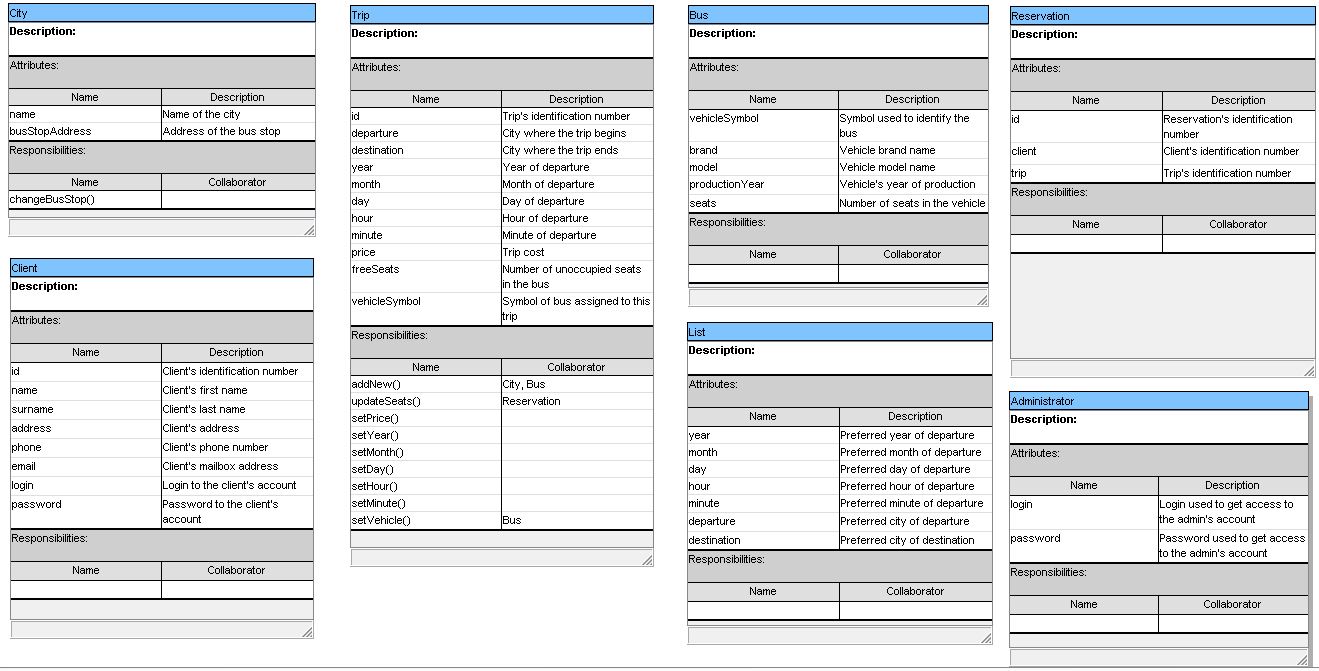 City
Description:
Attributes:
Name Description
name Name of the city
busStopAddress Address of the bus stop
Responsibilities:
Name Collaborator
changeBusStop()
Client
Description:
Attributes:
Name Description
id Client's identification number
name Client's first name
surname Client's last name
address Client's address
phone Client's phone number
email Client's mailbox address
login Login to the client's account
password Password to the client's
account
Responsibilities:
Name Collaborator
Trip
Description:
Attributes:
Name Description
id Trip's identification number
departure City where the trip begins
destination City where the trip ends
year Year of departure
month Month of departure
day Day of departure
hour Hour of departure
minute Minute of departure
price Trip cost
freeSeats Number of unoccupied seats
in the bus
vehicleSymbol Symbol of bus assigned to this
trip
Responsibilities:
Name Collaborator
addNew() City, Bus
updateSeats() Reservation
setPrice()
setYear()
setMonth()
setDay()
setHour()
setMinute()
setVehicle() Bus
Bus
Description:
Attributes:
Name Description
vehicleSymbol Symbol used to identify the
bus
brand Vehicle brand name
model Vehicle model name
productionYear Vehicle's year of production
seats Number of seats in the vehicle
Responsibilities:
Name Collaborator
List
Description:
Attributes:
Name Description
year Preferred year of departure
month Preferred month of departure
day Preferred day of departure
hour Preferred hour of departure
minute Preferred minute of departure
departure Preferred city of departure
destination Preferred city of destination
Responsibilities:
Name Collaborator
Reservation
Description:
Attributes:
Name Description
id Reservation's identification
number
client Client's identification number
trip Trip's identification number
Responsibilities:
Name Collaborator
Administrator
Description:
Attributes:
Name Description
login Login used to get access to
the admin's account
password Password used to get access
to the admin's account
Responsibilities:
Name Collaborator